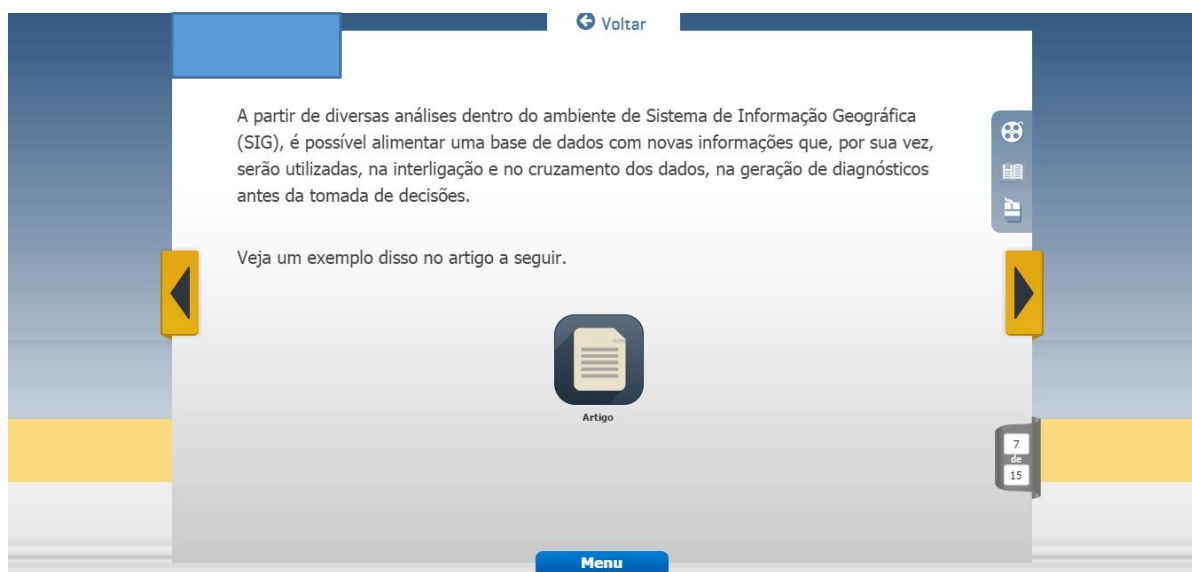 Voltar
A partir de diversas análises dentro do ambiente de Sistema de Informação Geográfica
(SIG), é possível alimentar uma base de dados com novas informações que, por sua vez,
serão utilizadas, na interligação e no cruzamento dos dados, na geração de diagnósticos
antes da tomada de decisões.
Veja um exemplo disso no artigo a seguir.
Artigo
7
de
15
Menu